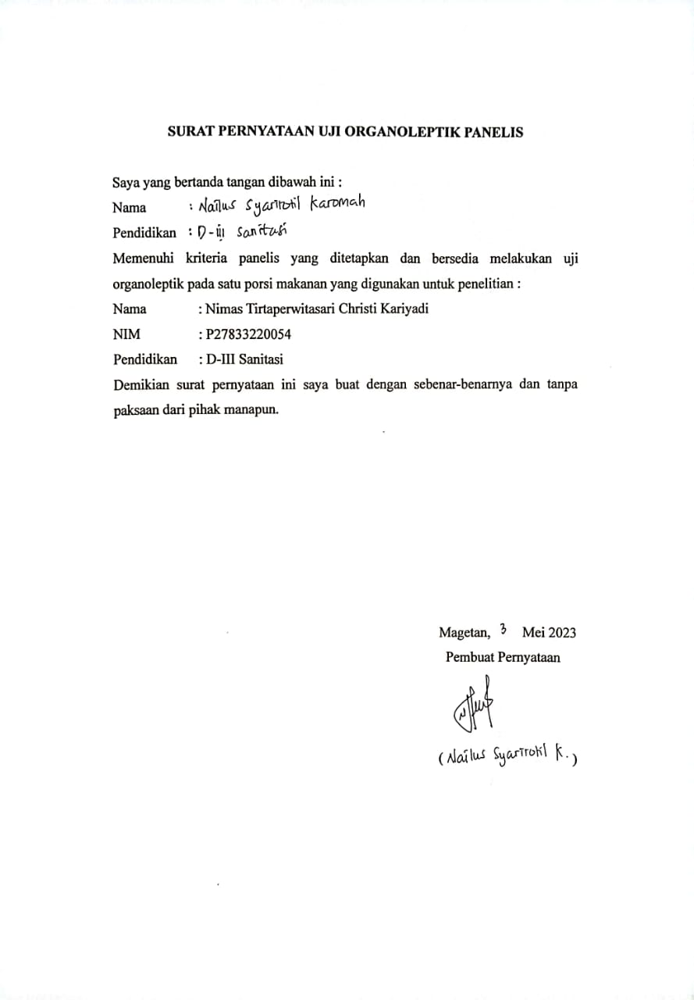 SURAT PERNYATAAN UJI ORGANOLEPTIK PANELIS
Saya yang bertanda tangan dibawah ini :
Nama : Nailus Syarirotil Karomah
Pendidikan : D-III Sanitasi
Memenuhi kriteria panelis yang ditetapkan dan bersedia melakukan uji
organoleptik pada satu porsi makanan yang digunakan untuk penelitian :
Nama : Nimas Tirtaperwitasari Christi Kariyadi
NIM : P27833220054
Pendidikan : D-III Sanitasi
Demikian surat pernyataan ini saya buat dengan sebenar-benarnya dan tanpa
paksaan dari pihak manapun.
Magetan, 3 Mei 2023
Pembuat Pernyataan
(Nailus Syarirotil K.)